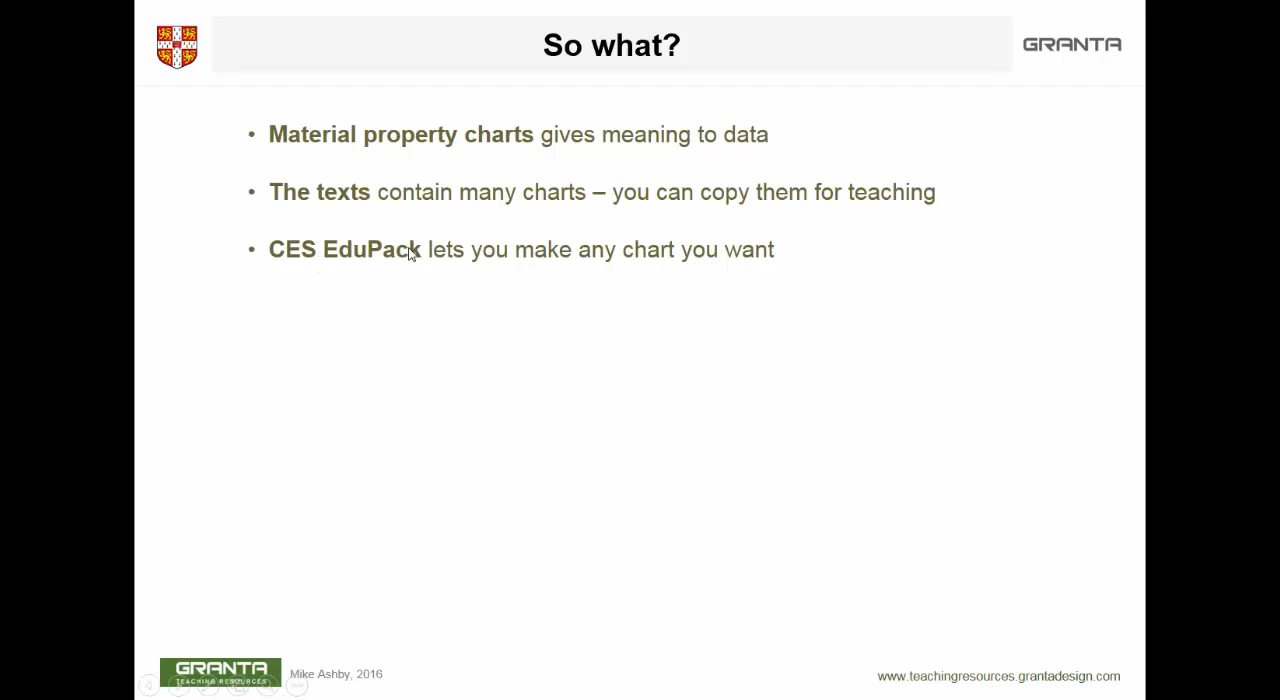 So what?
GRANTA
• Material property charts gives meaning to data
• The texts contain many charts – you can copy them for teaching
• CES EduPack lets you make any chart you want
GRANTA
TEACHING RESOURCES
Mike Ashby, 2016
www.teachingresources.grantadesign.com